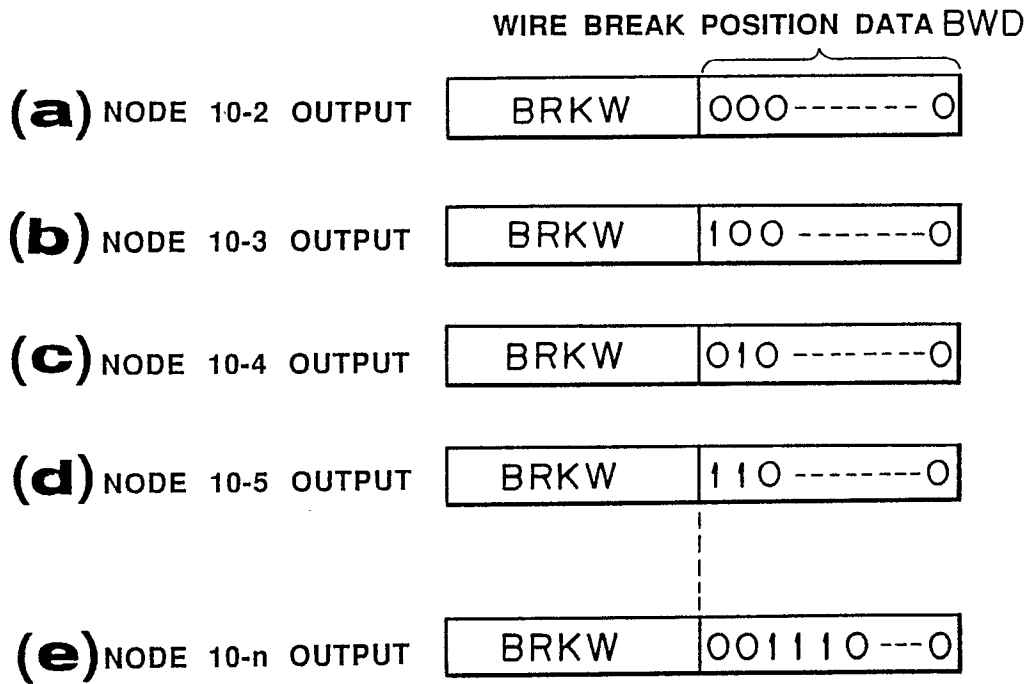 WIRE BREAK POSITION DATA BWD
(a) NODE 10-2 OUTPUT BRKW 000-------0
(b) NODE 10-3 OUTPUT BRKW 100-------0
(c) NODE 10-4 OUTPUT BRKW 010--------0
(d) NODE 10-5 OUTPUT BRKW 110--------0
(e) NODE 10-n OUTPUT BRKW 001110---0